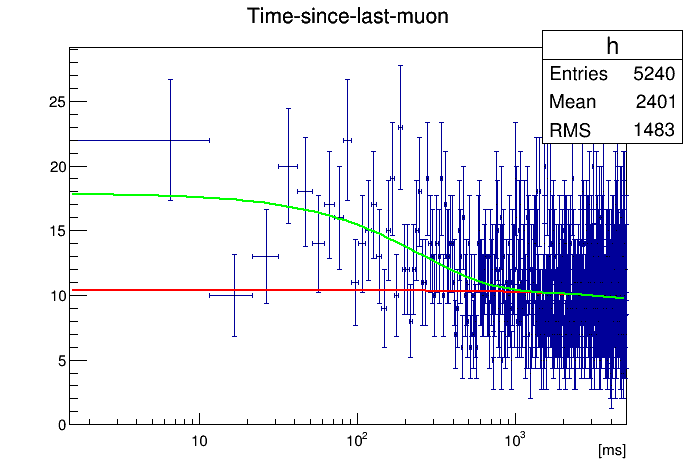 Time-since-last-muon
h
Entries 5240
Mean 2401
RMS 1483
25
20
15
10
5
0
10 10² 10³
[ms]